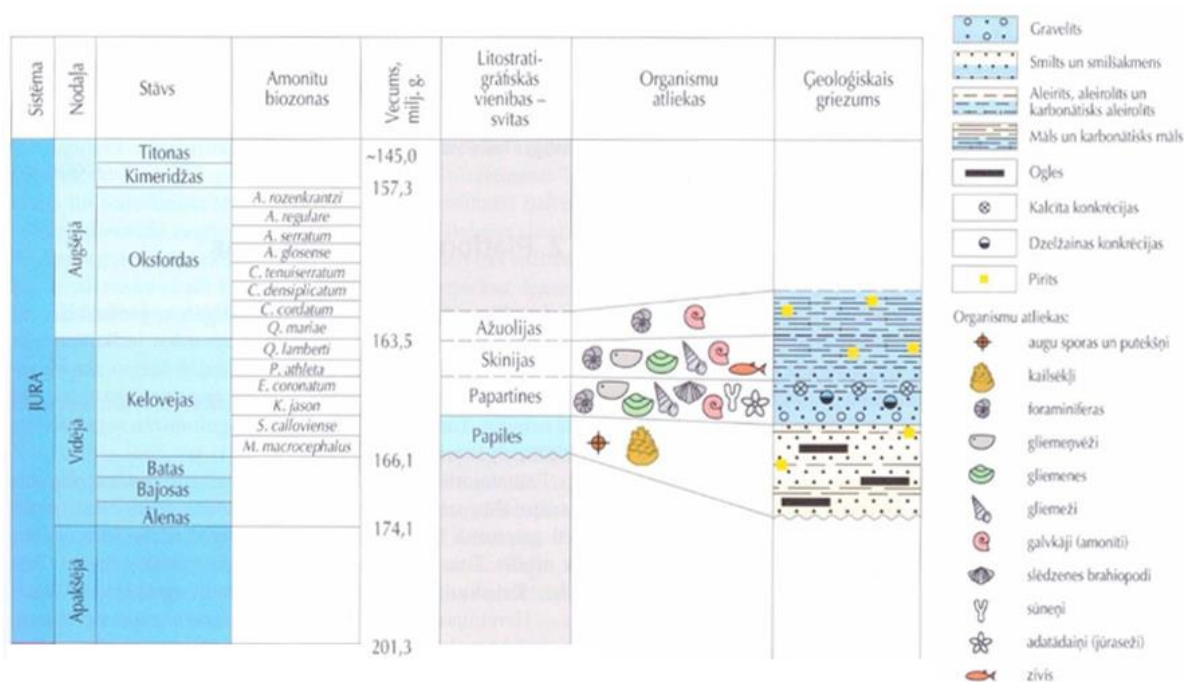 Sistēma
Nodaļa
Stāvs
Amonītu
biozonas
Vecums,
milj. g.
Litostrati-
grāfiskās
vienības –
svītas
Organismu
atliekas
Ģeoloģiskais
griezums
JURA
Augšējā
Vidējā
Apakšējā
Titonas
Kimeridžas
Oksfordas
Kelovejas
Batas
Bajosas
Ālenas
A. rozenkrantzi
A. regulare
A. serratum
A. glosense
C. tenuiserratum
C. densiplicatum
C. cordatum
Q. mariae
Q. lamberti
P. athleta
E. coronatum
K. jason
S. calloviense
M. macrocephalus
~145,0
157,3
163,5
166,1
174,1
201,3
Ažuolijas
Skinijas
Papartines
Papiles
Gravelīts
Smilts un smilšakmens
Aleirīts, aleirolīts un
karbonātisks aleirolīts
Māls un karbonātisks māls
Ogles
Kalcīta konkrēcijas
Dzelžainas konkrēcijas
Pirīts
Organismu atliekas:
augu sporas un putekšņi
kailsēkļi
foraminīferas
gliemeņvēži
gliemenes
gliemeži
galvkāji (amonīti)
slēdzenes brahiopodi
sūneņi
adatādaiņi (jūraseži)
zivis